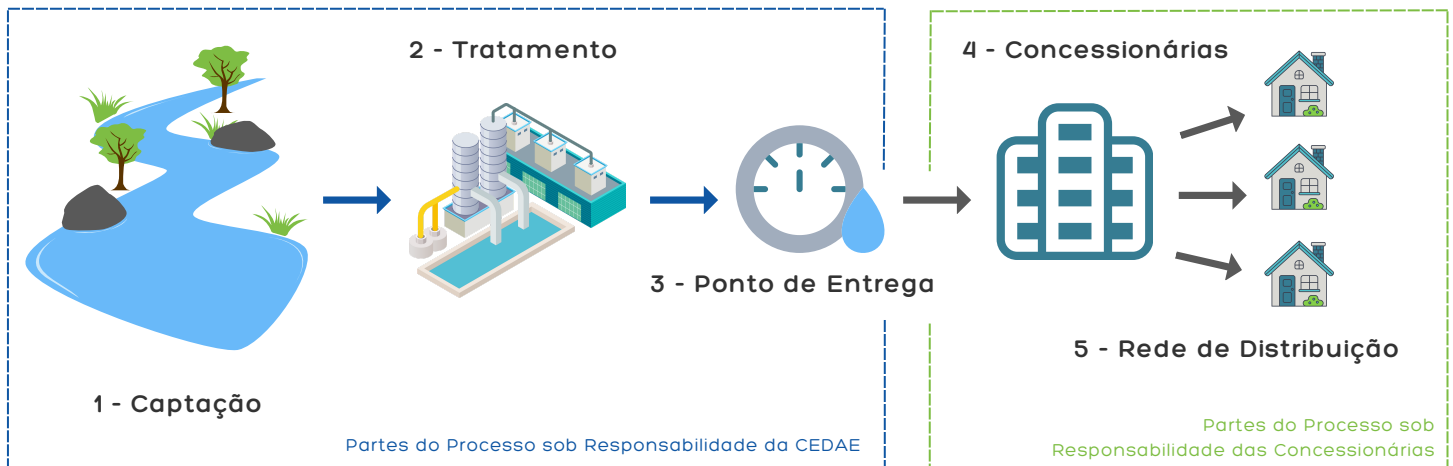 2 - Tratamento
4 - Concessionárias
3 - Ponto de Entrega
5 - Rede de Distribuição
1 - Captação
Partes do Processo sob Responsabilidade da CEDAE
Partes do Processo sob
Responsabilidade das Concessionárias